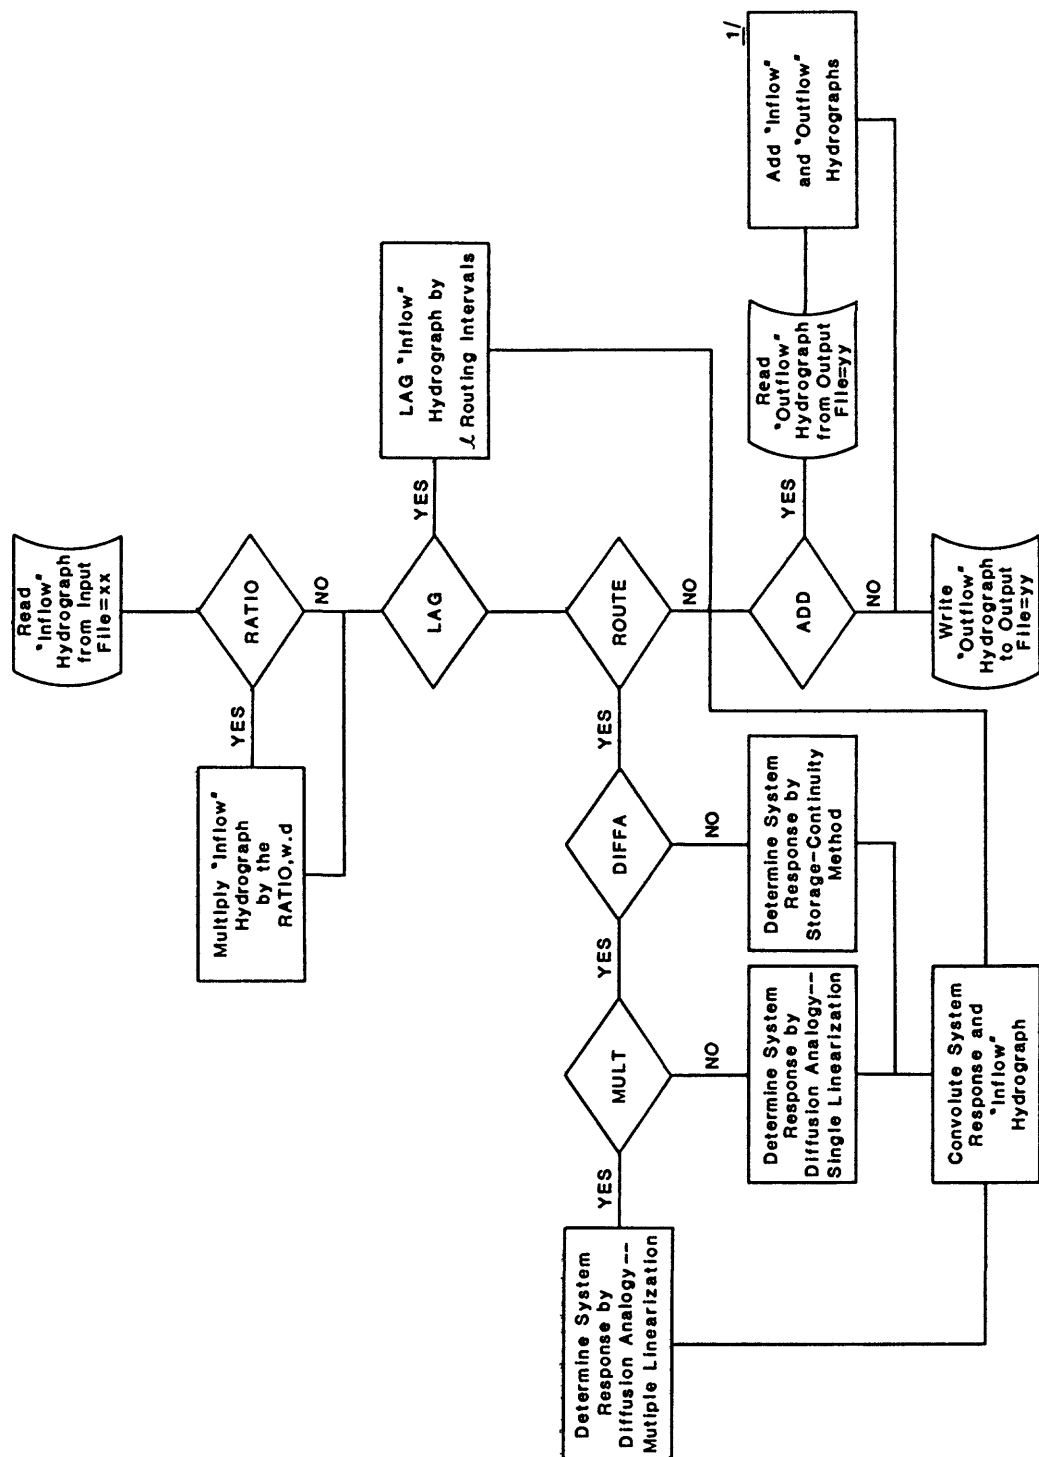 Read
"Inflow"
Hydrograph
from Input
File=xx
RATIO
YES
NO
Multiply "Inflow"
Hydrograph
by the
RATIO,w.d
LAG
YES
LAG "Inflow"
Hydrograph by
ℓ Routing Intervals
ROUTE
YES
NO
DIFFA
YES
NO
MULT
YES
NO
Determine System
Response by
Diffusion Analogy--
Mutiple Linearization
Determine System
Response by
Diffusion Analogy--
Single Linearization
Determine System
Response by
Storage-Continuity
Method
Convolute System
Response and
"Inflow"
Hydrograph
ADD
YES
NO
Read
"Outflow"
Hydrograph
from Output
File=yy
1/
Add "Inflow"
and "Outflow"
Hydrographs
Write
"Outflow"
Hydrograph
to Output
File=yy